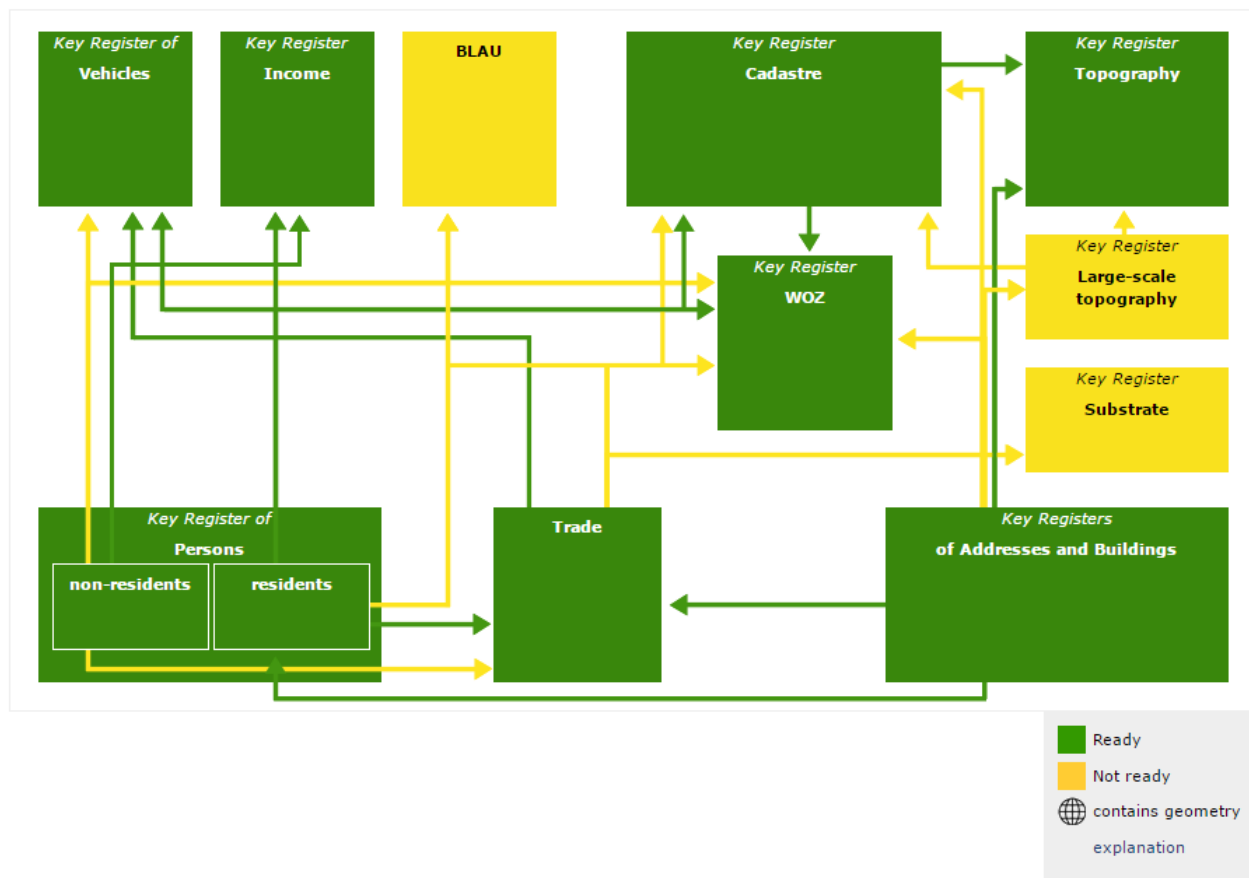 Key Register of
Vehicles
Key Register
Income
BLAU
Key Register
Cadastre
Key Register
Topography
Key Register
WOZ
Key Register
Large-scale
topography
Key Register
Substrate
Key Register of
Persons
non-residents
residents
Trade
Key Registers
of Addresses and Buildings
Ready
Not ready
contains geometry
explanation